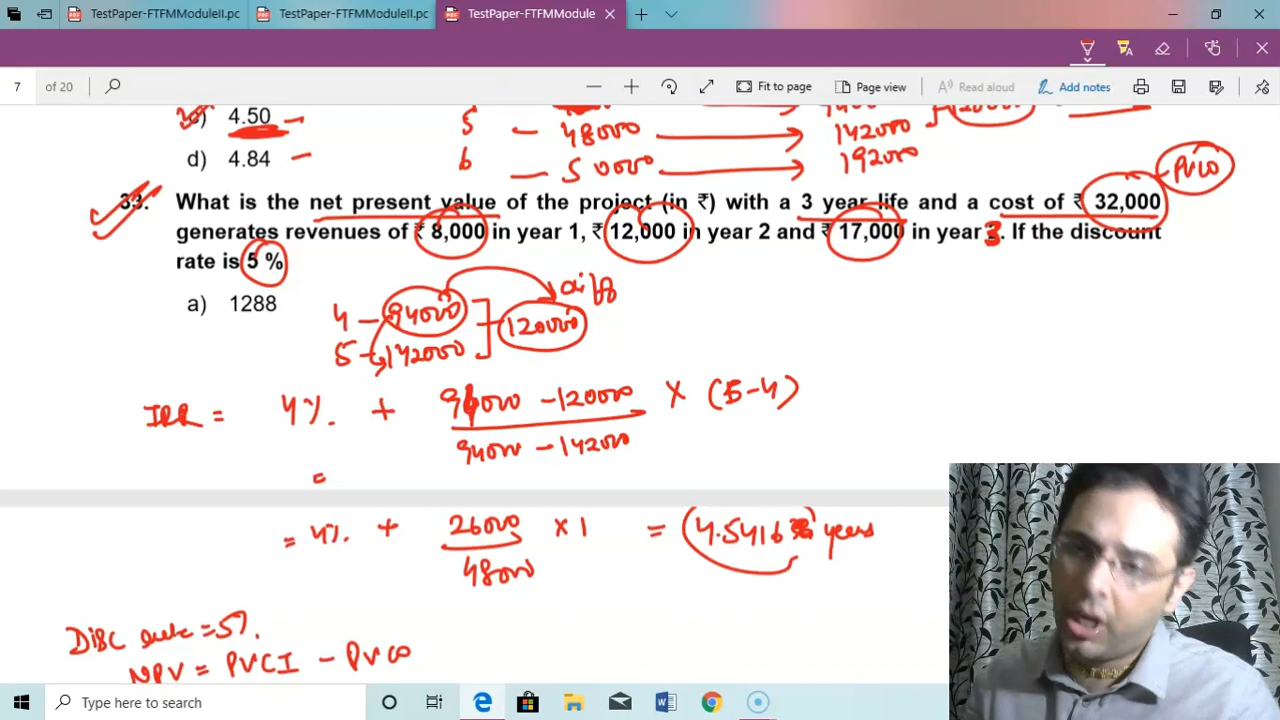 TestPaper-FTFMModuleII.pc
TestPaper-FTFMModuleII.pc
TestPaper-FTFMModule
7 of 20
Fit to page
Page view
Read aloud
Add notes
4.50
5 — 48000 142000
d) 4.84 — 6 — 50000 192000
PVCO
33. What is the net present value of the project (in ₹) with a 3 year life and a cost of ₹ 32,000
generates revenues of ₹ 8,000 in year 1, ₹ 12,000 in year 2 and ₹ 17,000 in year 3. If the discount
rate is 5 %
a) 1288
diff
4 — 94000
120000
5 — 142000
IRR = 4%. + 94000 - 120000 × (5-4)
94000 - 142000
=
= 4%. + 26000 × 1 = 4.5416 years
48000
DISC rate = 5%.
NPV = PVCI - PVCO
Type here to search